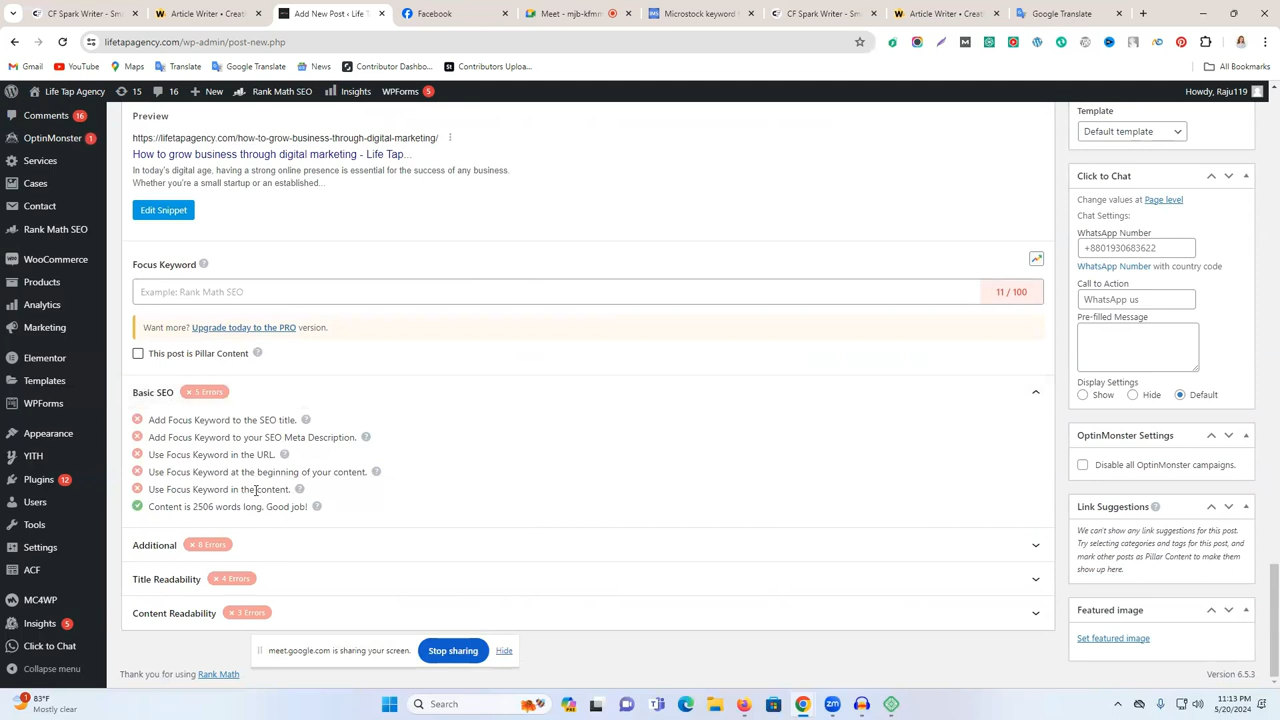 CF Spark Writer - Sm
Article Writer - Creat
Add New Post - Life T
Facebook
Meet - mjb-kfmr
Microstock keyword
CF Spark Writer - Sm
Article Writer - Creat
Google Translate
lifetapagency.com/wp-admin/post-new.php
Gmail
YouTube
Maps
Translate
Google Translate
News
Contributor Dashbo...
Contributors Uploa...
All Bookmarks
Life Tap Agency
15
16
New
Rank Math SEO
Insights
WPForms
5
Howdy, Raju119
Comments
16
OptinMonster
1
Services
Cases
Contact
Rank Math SEO
WooCommerce
Products
Analytics
Marketing
Elementor
Templates
WPForms
Appearance
YITH
Plugins
12
Users
Tools
Settings
ACF
MC4WP
Insights
5
Click to Chat
Collapse menu
Preview
https://lifetapagency.com/how-to-grow-business-through-digital-marketing/
How to grow business through digital marketing - Life Tap...
In today's digital age, having a strong online presence is essential for the success of any business.
Whether you're a small startup or an established...
Edit Snippet
Focus Keyword
Example: Rank Math SEO
11 / 100
Want more? Upgrade today to the PRO version.
This post is Pillar Content
Basic SEO
× 5 Errors
Add Focus Keyword to the SEO title.
Add Focus Keyword to your SEO Meta Description.
Use Focus Keyword in the URL.
Use Focus Keyword at the beginning of your content.
Use Focus Keyword in the content.
Content is 2506 words long. Good job!
Additional
× 8 Errors
Title Readability
× 4 Errors
Content Readability
× 3 Errors
meet.google.com is sharing your screen.
Stop sharing
Hide
Thank you for using Rank Math
Template
Default template
Click to Chat
Change values at Page level
Chat Settings:
WhatsApp Number
+8801930683622
WhatsApp Number with country code
Call to Action
WhatsApp us
Pre-filled Message
Display Settings
Show
Hide
Default
OptinMonster Settings
Disable all OptinMonster campaigns.
Link Suggestions
We can't show any link suggestions for this post.
Try selecting categories and tags for this post, and
mark other posts as Pillar Content to make them
show up here.
Featured image
Set featured image
Version 6.5.3
83°F
Mostly clear
Search
11:13 PM
5/20/2024